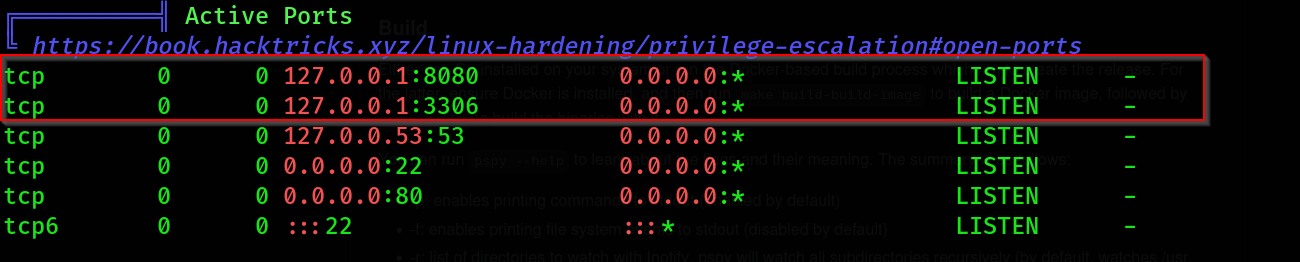 Active Ports
https://book.hacktricks.xyz/linux-hardening/privilege-escalation#open-ports
tcp 0 0 127.0.0.1:8080 0.0.0.0:* LISTEN -
tcp 0 0 127.0.0.1:3306 0.0.0.0:* LISTEN -
tcp 0 0 127.0.0.53:53 0.0.0.0:* LISTEN -
tcp 0 0 0.0.0.0:22 0.0.0.0:* LISTEN -
tcp 0 0 0.0.0.0:80 0.0.0.0:* LISTEN -
tcp6 0 0 :::22 :::* LISTEN -